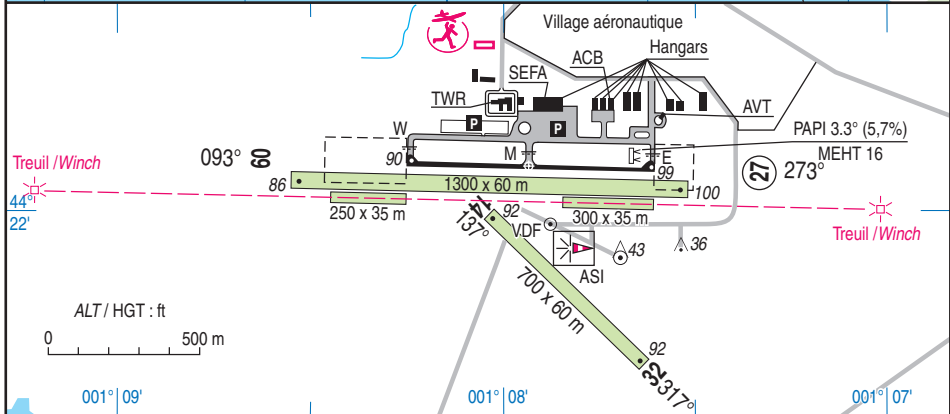 Village aéronautique
Hangars
ACB
SEFA
TWR
AVT
P
P
W
PAPI 3.3° (5,7%)
MEHT 16
093°
09
90
M
E
99
27
273°
Treuil / Winch
86
1300 x 60 m
100
44°
22'
250 x 35 m
300 x 35 m
Treuil / Winch
14
137°
92
VDF
43
36
ASI
700 x 60 m
92
32
317°
ALT / HGT : ft
0
500 m
001° 09'
001° 08'
001° 07'